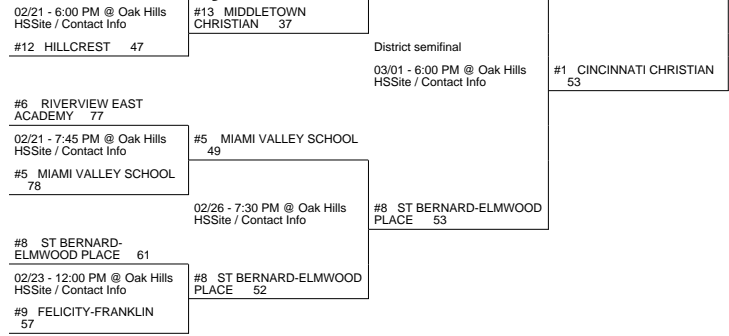 02/21 - 6:00 PM @ Oak Hills
HSSite / Contact Info
#12 HILLCREST 47
#13 MIDDLETOWN
CHRISTIAN 37
District semifinal
03/01 - 6:00 PM @ Oak Hills
HSSite / Contact Info
#1 CINCINNATI CHRISTIAN
53
#6 RIVERVIEW EAST
ACADEMY 77
02/21 - 7:45 PM @ Oak Hills
HSSite / Contact Info
#5 MIAMI VALLEY SCHOOL
78
#5 MIAMI VALLEY SCHOOL
49
02/26 - 7:30 PM @ Oak Hills
HSSite / Contact Info
#8 ST BERNARD-ELMWOOD
PLACE 53
#8 ST BERNARD-
ELMWOOD PLACE 61
02/23 - 12:00 PM @ Oak Hills
HSSite / Contact Info
#9 FELICITY-FRANKLIN
57
#8 ST BERNARD-ELMWOOD
PLACE 52